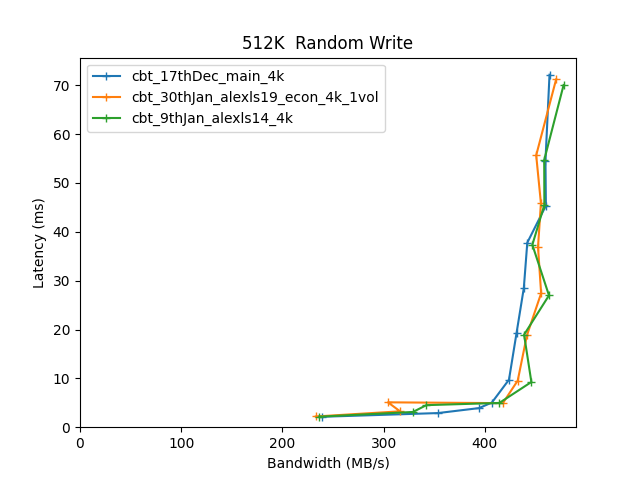 512K  Random Write
cbt_17thDec_main_4k
cbt_30thJan_alexls19_econ_4k_1vol
cbt_9thJan_alexls14_4k
Latency (ms)
70
60
50
40
30
20
10
0
0 100 200 300 400
Bandwidth (MB/s)